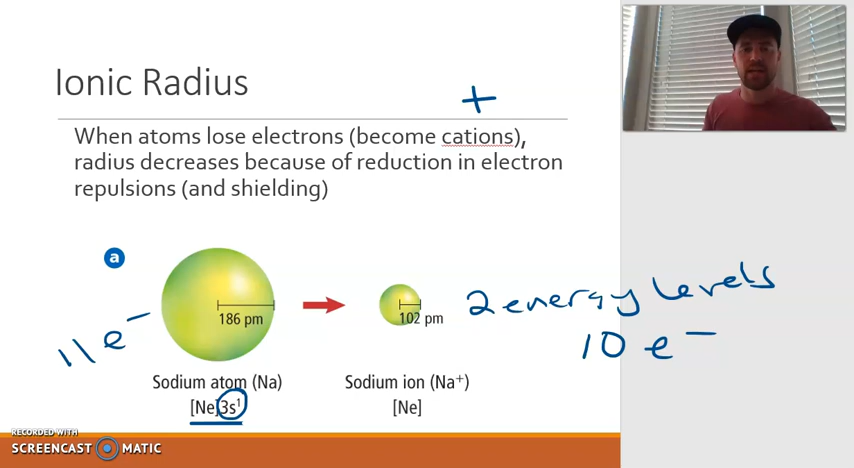 Ionic Radius
+
When atoms lose electrons (become cations),
radius decreases because of reduction in electron
repulsions (and shielding)
a
186 pm
102 pm
11 e⁻
2 energy levels
10 e⁻
Sodium atom (Na)
[Ne]3s¹
Sodium ion (Na⁺)
[Ne]
RECORDED WITH
SCREENCAST MATIC